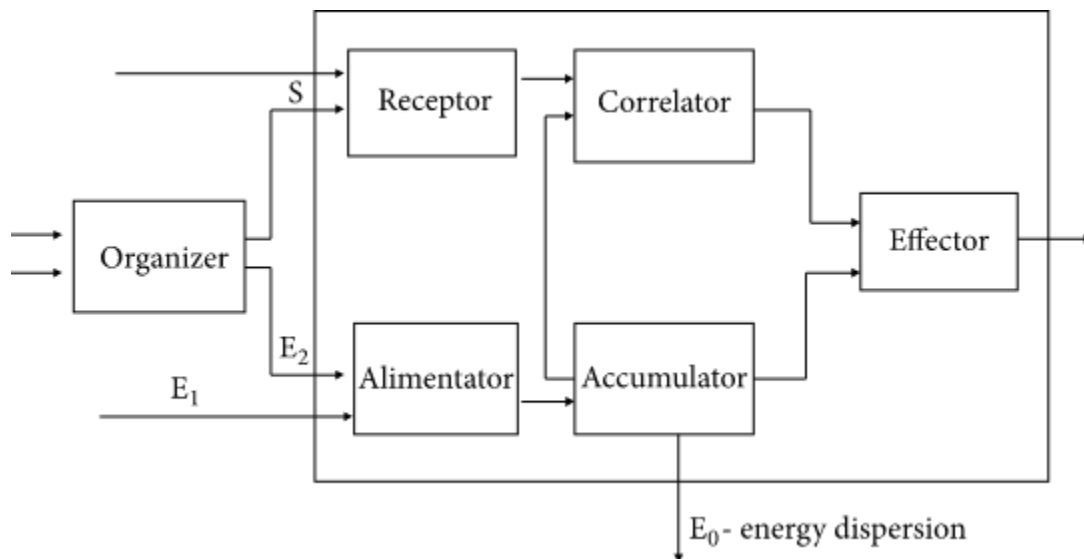 S
Receptor
Correlator
Organizer
Effector
E₂
E₁
Alimentator
Accumulator
E₀- energy dispersion